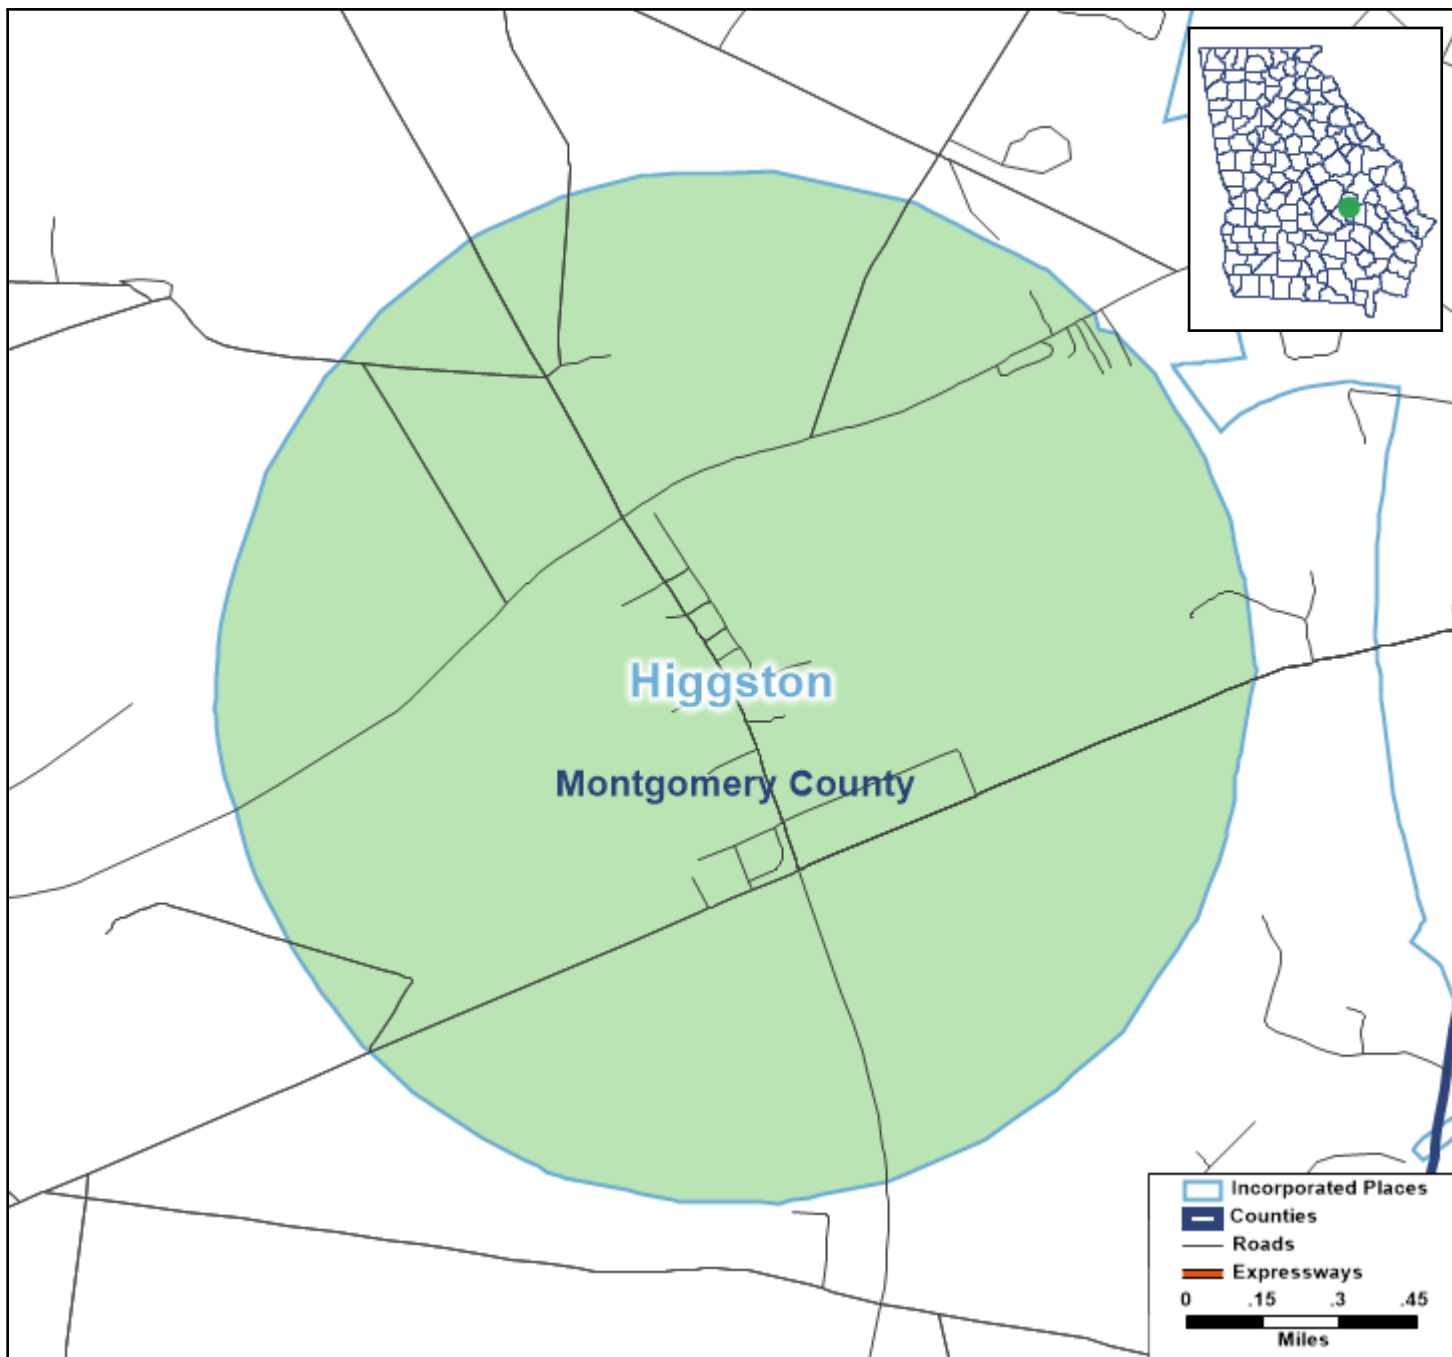 Higgston
Montgomery County
Incorporated Places
Counties
Roads
Expressways
0 .15 .3 .45
Miles